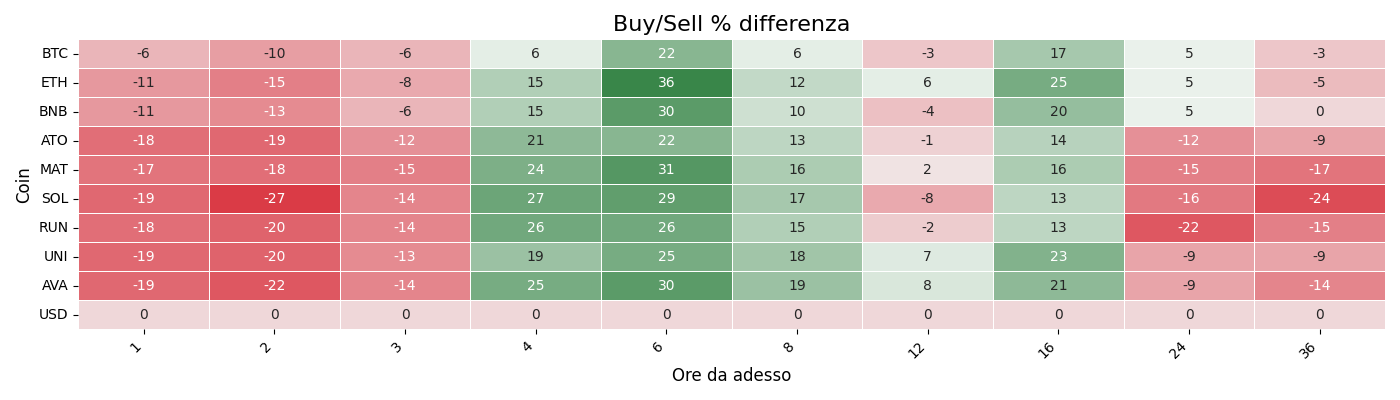 Buy/Sell % differenza
BTC -6 -10 -6 6 22 6 -3 17 5 -3
ETH -11 -15 -8 15 36 12 6 25 5 -5
BNB -11 -13 -6 15 30 10 -4 20 5 0
ATO -18 -19 -12 21 22 13 -1 14 -12 -9
MAT -17 -18 -15 24 31 16 2 16 -15 -17
Coin
SOL -19 -27 -14 27 29 17 -8 13 -16 -24
RUN -18 -20 -14 26 26 15 -2 13 -22 -15
UNI -19 -20 -13 19 25 18 7 23 -9 -9
AVA -19 -22 -14 25 30 19 8 21 -9 -14
USD 0 0 0 0 0 0 0 0 0 0
1 2 3 4 6 8 12 16 24 36
Ore da adesso